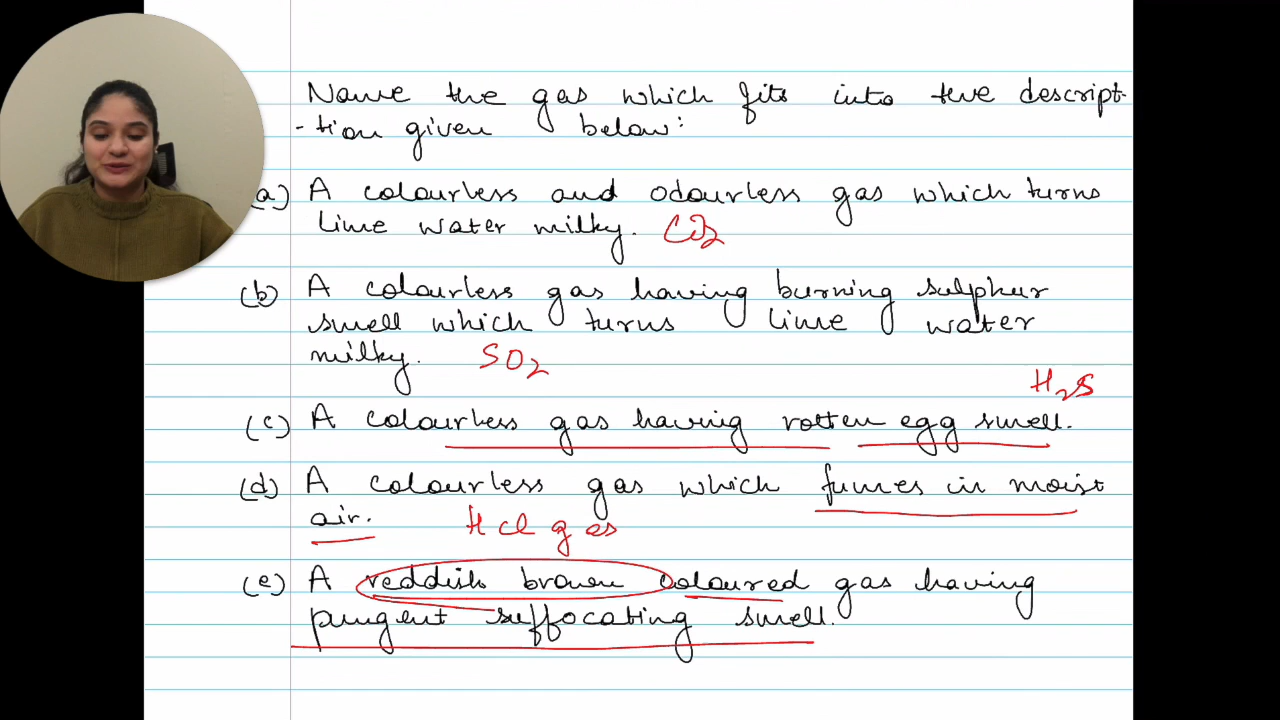 Name the gas which fits into the descript-
-tion given below:
(a) A colourless and odourless gas which turns
lime water milky. CO2
(b) A colourless gas having burning sulphur
smell which turns lime water
milky. SO2
H2S
(c) A colourless gas having rotten egg smell.
(d) A colourless gas which fumes in moist
air. HCl gas
(e) A reddish brown coloured gas having
pungent suffocating smell.